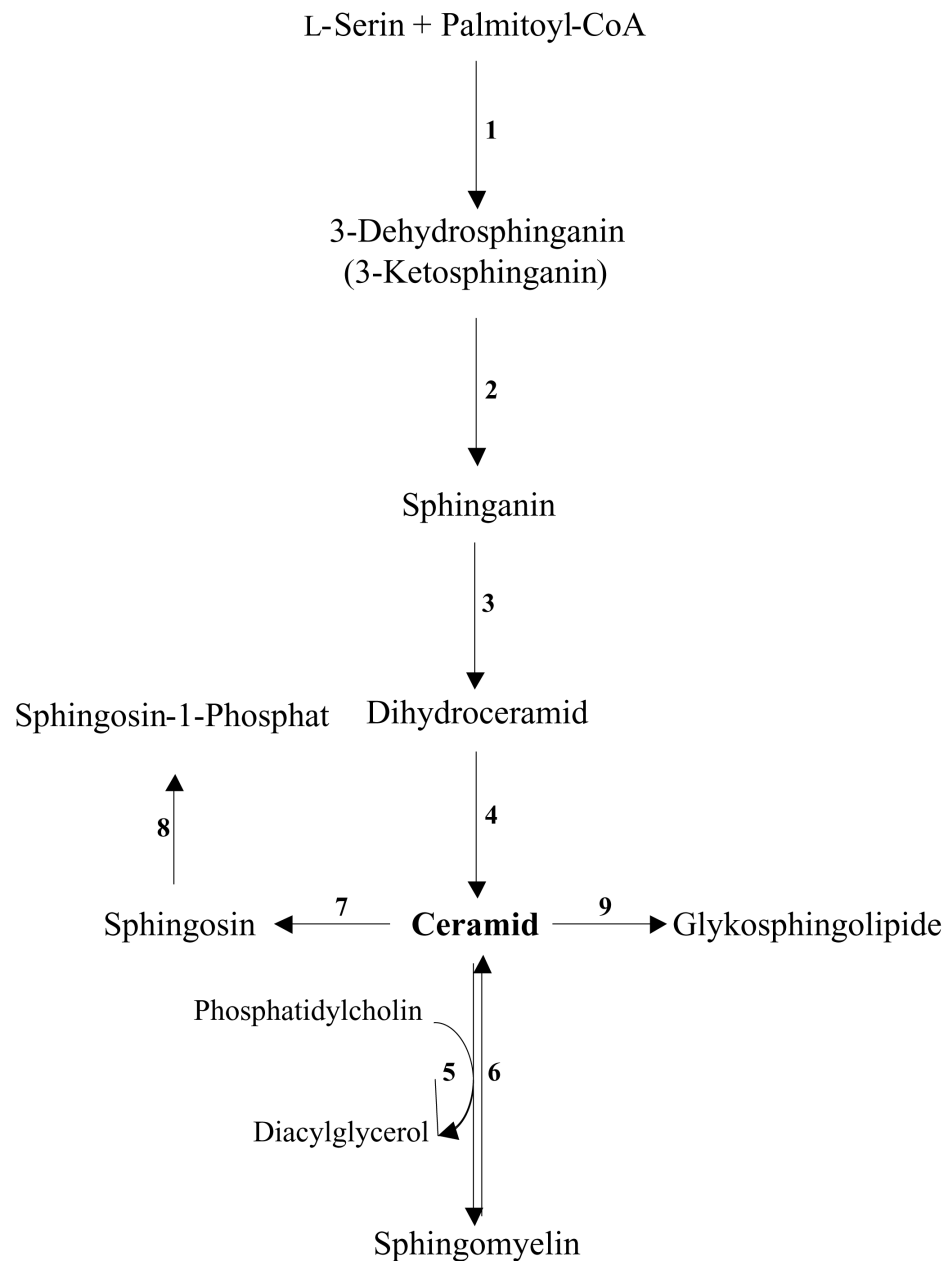 L-Serin + Palmitoyl-CoA
1
3-Dehydrosphinganin
(3-Ketosphinganin)
2
Sphinganin
3
Sphingosin-1-Phosphat
Dihydroceramid
8
4
Sphingosin
7
Ceramid
9
Glykosphingolipide
Phosphatidylcholin
5
6
Diacylglycerol
Sphingomyelin